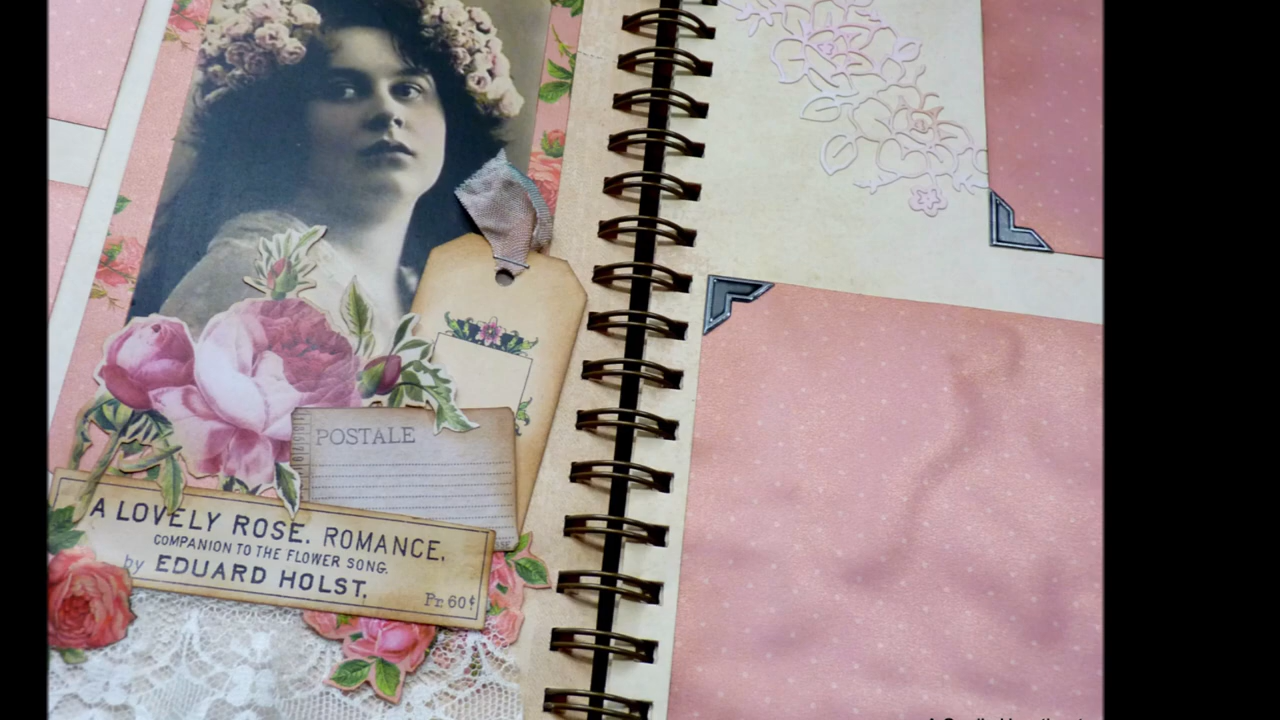 POSTALE
A LOVELY ROSE. ROMANCE.
COMPANION TO THE FLOWER SONG.
by EDUARD HOLST.
Pr. 60¢